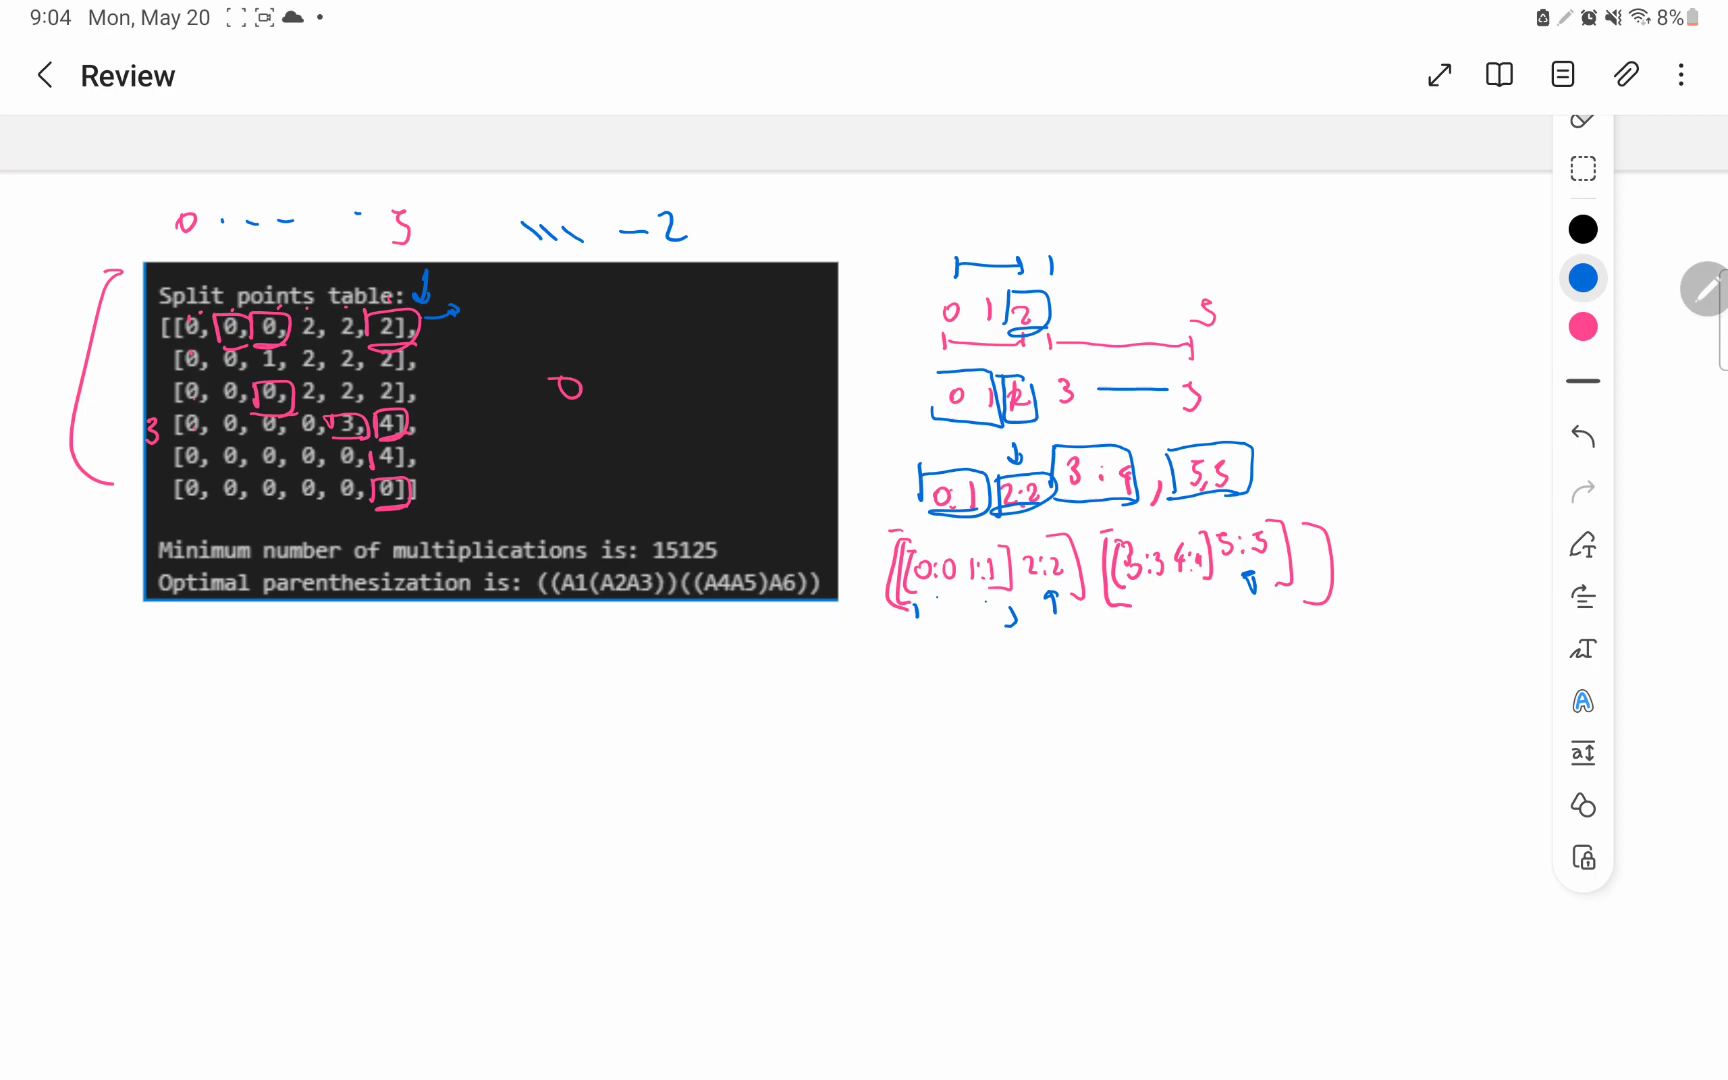 9:04 Mon, May 20
8%
Review
0 5
-2
Split points table:
[[0, 0, 0, 2, 2, 2],
[0, 0, 1, 2, 2, 2],
[0, 0, 0, 2, 2, 2],
3 [0, 0, 0, 0, 3, 4],
[0, 0, 0, 0, 0, 4],
[0, 0, 0, 0, 0, 0]]
Minimum number of multiplications is: 15125
Optimal parenthesization is: ((A1(A2A3))((A4A5)A6))
0
0 1 2 5
0 1 2 3 5
0:1 2:2 3:4, 5,5
[[[0:0 1:1] 2:2] [[3:3 4:4] 5:5]]